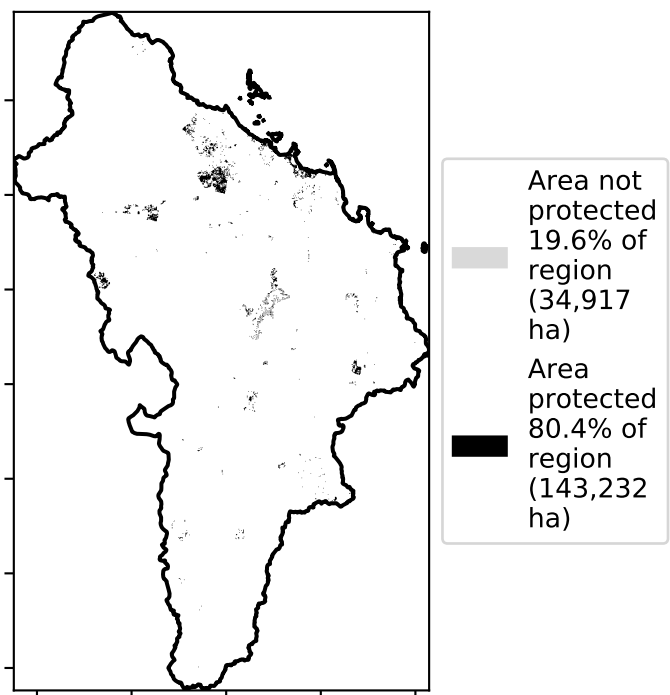 Area not
protected
19.6% of
region
(34,917
ha)
Area
protected
80.4% of
region
(143,232
ha)